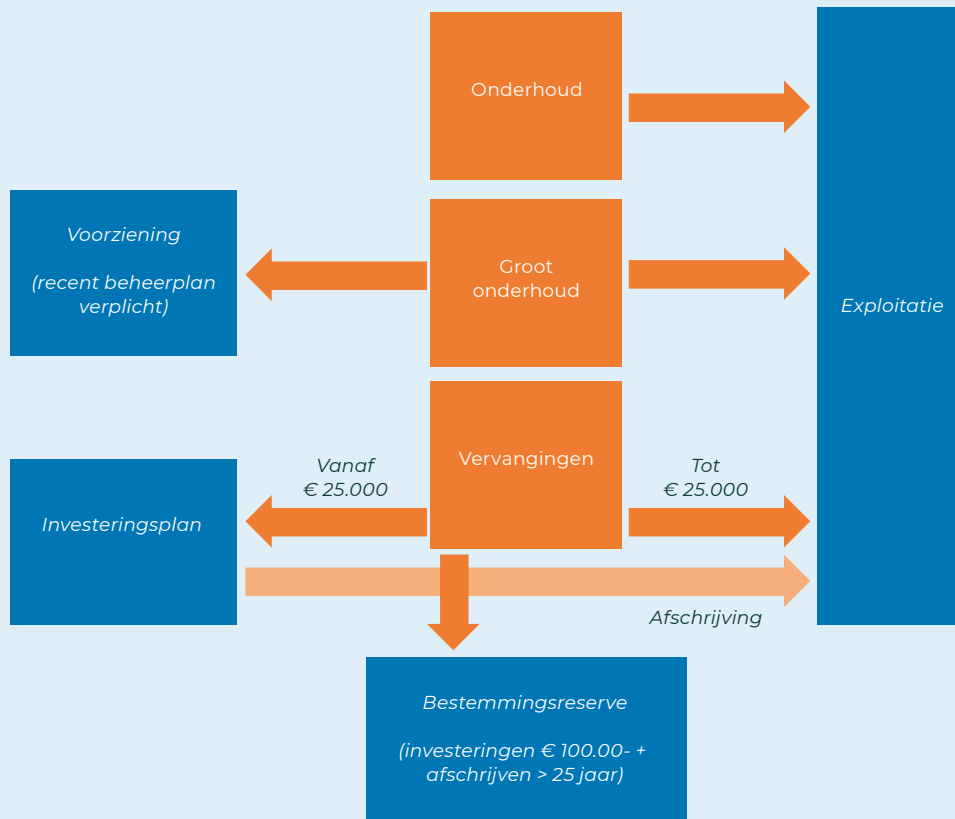 Onderhoud
Voorziening
(recent beheerplan
verplicht)
Groot
onderhoud
Exploitatie
Vanaf
€ 25.000
Vervangingen
Tot
€ 25.000
Investeringsplan
Afschrijving
Bestemmingsreserve
(investeringen € 100.00- +
afschrijven > 25 jaar)